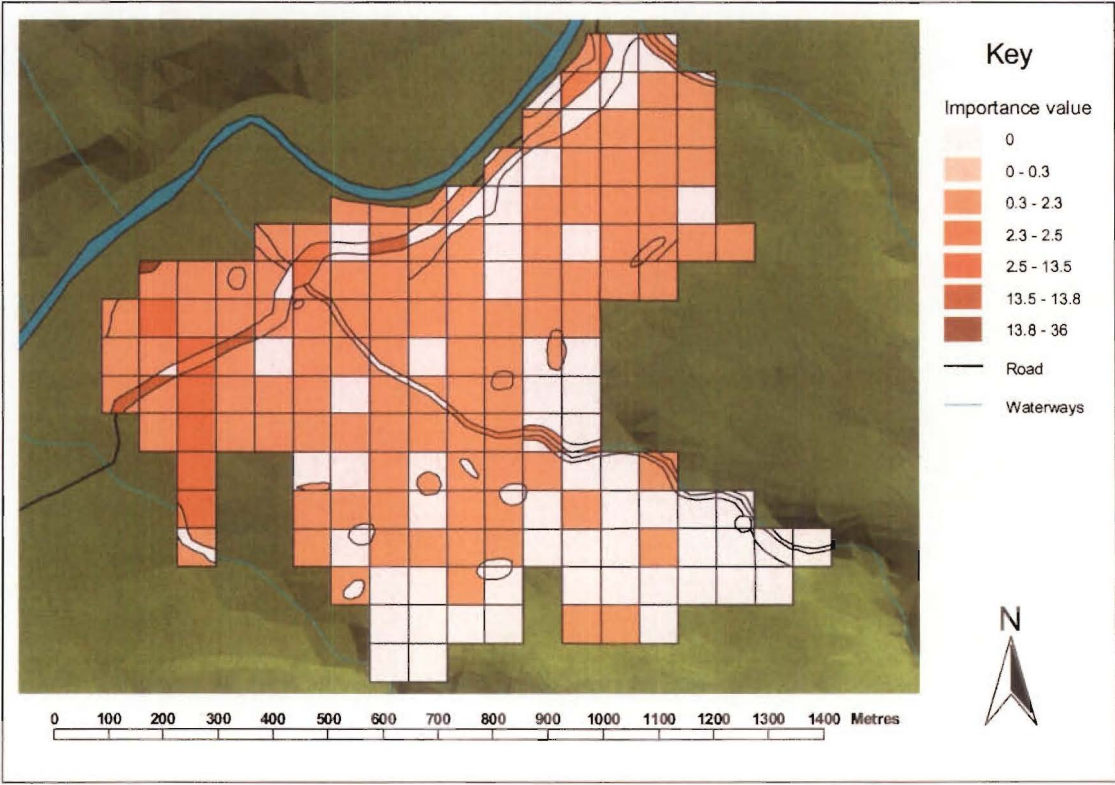 Key
Importance value
0
0 - 0.3
0.3 - 2.3
2.3 - 2.5
2.5 - 13.5
13.5 - 13.8
13.8 - 36
Road
Waterways
N
0 100 200 300 400 500 600 700 800 900 1000 1100 1200 1300 1400 Metres